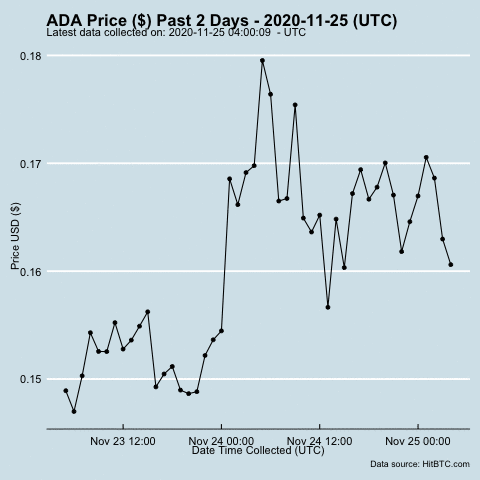 ADA Price ($) Past 2 Days - 2020-11-25 (UTC)
Latest data collected on: 2020-11-25 04:00:09  - UTC
0.18
0.17
0.16
0.15
Price USD ($)
Nov 23 12:00
Nov 24 00:00
Nov 24 12:00
Nov 25 00:00
Date Time Collected (UTC)
Data source: HitBTC.com